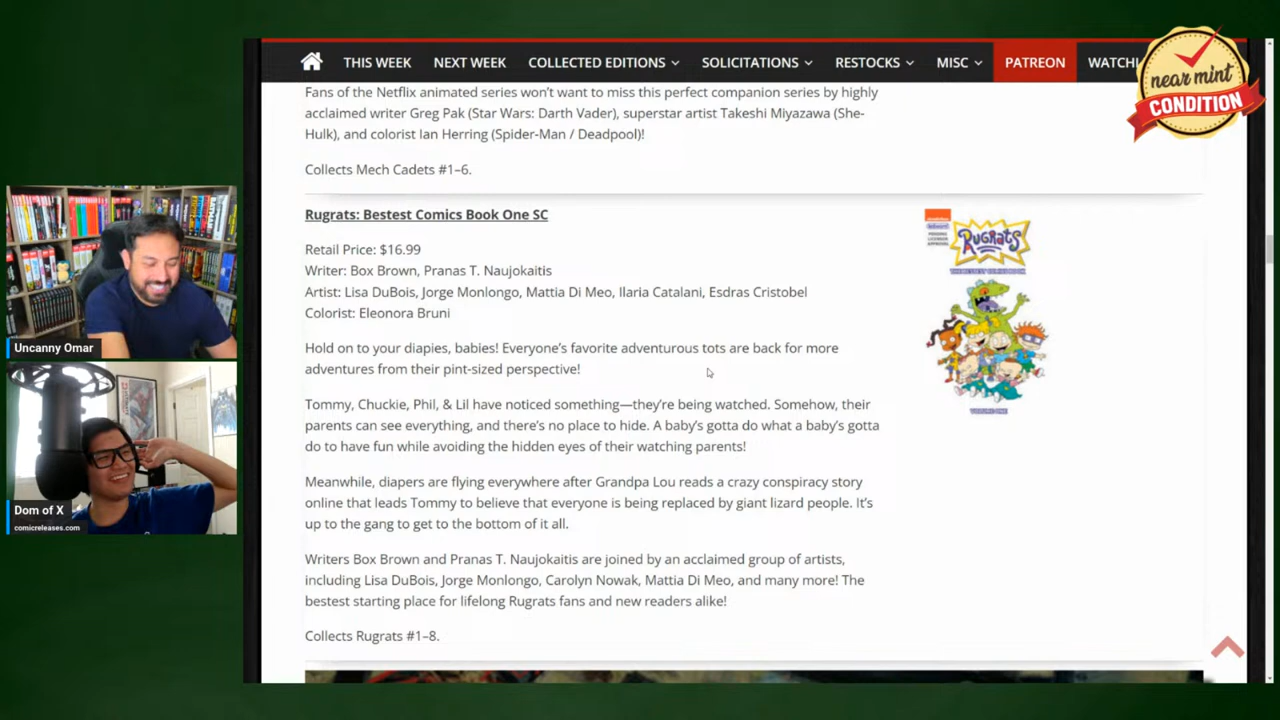 THIS WEEK NEXT WEEK COLLECTED EDITIONS SOLICITATIONS RESTOCKS MISC PATREON
near mint
CONDITION
Fans of the Netflix animated series won’t want to miss this perfect companion series by highly
acclaimed writer Greg Pak (Star Wars: Darth Vader), superstar artist Takeshi Miyazawa (She-
Hulk), and colorist Ian Herring (Spider-Man / Deadpool)!
Collects Mech Cadets #1–6.
Rugrats: Bestest Comics Book One SC
Retail Price: $16.99
Writer: Box Brown, Pranas T. Naujokaitis
Artist: Lisa DuBois, Jorge Monlongo, Mattia Di Meo, Ilaria Catalani, Esdras Cristobel
Colorist: Eleonora Bruni
Hold on to your diapies, babies! Everyone’s favorite adventurous tots are back for more
adventures from their pint-sized perspective!
Tommy, Chuckie, Phil, & Lil have noticed something—they’re being watched. Somehow, their
parents can see everything, and there’s no place to hide. A baby’s gotta do what a baby’s gotta
do to have fun while avoiding the hidden eyes of their watching parents!
Meanwhile, diapers are flying everywhere after Grandpa Lou reads a crazy conspiracy story
online that leads Tommy to believe that everyone is being replaced by giant lizard people. It’s
up to the gang to get to the bottom of it all.
Writers Box Brown and Pranas T. Naujokaitis are joined by an acclaimed group of artists,
including Lisa DuBois, Jorge Monlongo, Carolyn Nowak, Mattia Di Meo, and many more! The
bestest starting place for lifelong Rugrats fans and new readers alike!
Collects Rugrats #1–8.
RUGRATS
Uncanny Omar
Dom of X
comicreleases.com